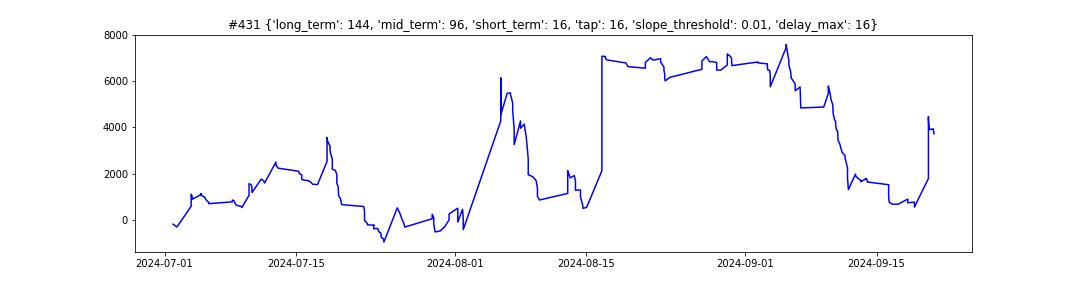 #431 {'long_term': 144, 'mid_term': 96, 'short_term': 16, 'tap': 16, 'slope_threshold': 0.01, 'delay_max': 16}
8000
6000
4000
2000
0
2024-07-01 2024-07-15 2024-08-01 2024-08-15 2024-09-01 2024-09-15